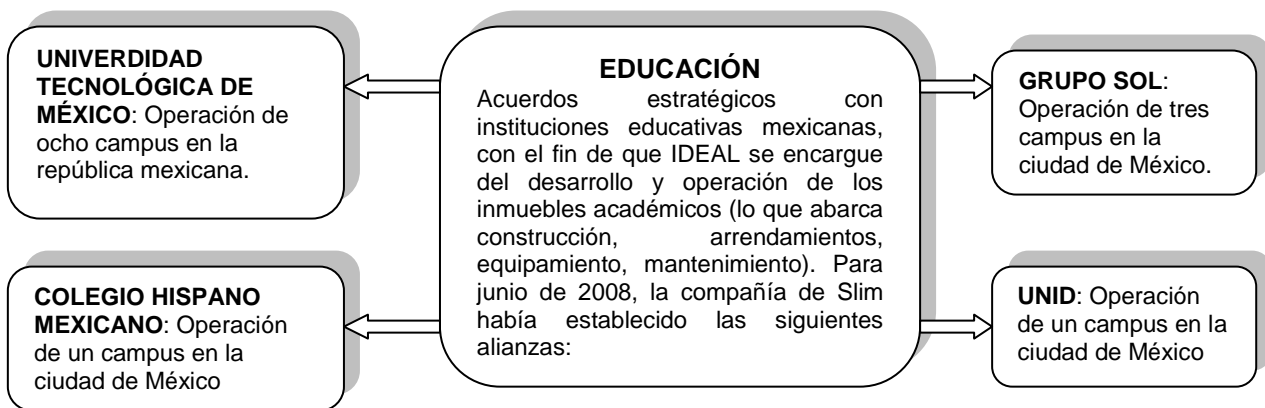 UNIVERDIDAD
TECNOLÓGICA DE
MÉXICO: Operación de
ocho campus en la
república mexicana.
COLEGIO HISPANO
MEXICANO: Operación
de un campus en la
ciudad de México
EDUCACIÓN
Acuerdos estratégicos con
instituciones educativas mexicanas,
con el fin de que IDEAL se encargue
del desarrollo y operación de los
inmuebles académicos (lo que abarca
construcción, arrendamientos,
equipamiento, mantenimiento). Para
junio de 2008, la compañía de Slim
había establecido las siguientes
alianzas:
GRUPO SOL:
Operación de tres
campus en la
ciudad de México.
UNID: Operación
de un campus en la
ciudad de México